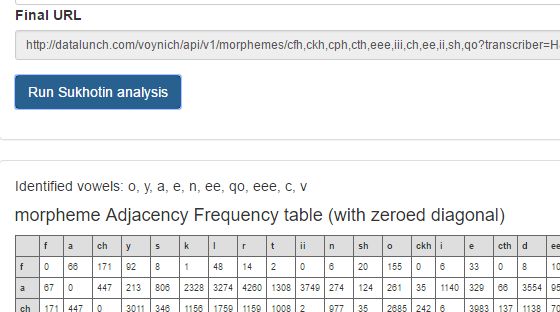 Final URL
http://datalunch.com/voynich/api/v1/morphemes/cfh,ckh,cph,cth,eee,iii,ch,ee,ii,sh,qo?transcriber=H
Run Sukhotin analysis
Identified vowels: o, y, a, e, n, ee, qo, eee, c, v
morpheme Adjacency Frequency table (with zeroed diagonal)
f a ch y s k l r t ii n sh o ckh i e cth d ee
f 0 66 171 92 8 1 48 14 2 0 6 20 155 0 6 33 0 8 10
a 67 0 447 213 806 2328 3274 4260 1308 3749 274 124 261 35 1140 329 66 3554 95
ch 171 447 0 3011 346 1156 1759 1159 1008 2 977 35 2685 242 6 3983 137 1138 70